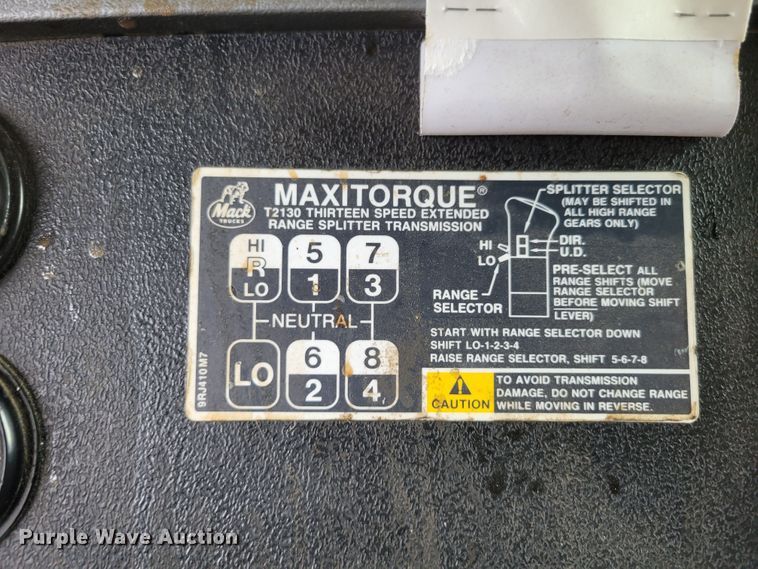 Mack
TRUCKS
MAXITORQUE®
T2130 THIRTEEN SPEED EXTENDED
RANGE SPLITTER TRANSMISSION
HI
R
LO
5
1
7
3
NEUTRAL
LO
6
2
8
4
9RJ410M7
SPLITTER SELECTOR
(MAY BE SHIFTED IN
ALL HIGH RANGE
GEARS ONLY)
DIR.
U.D.
HI
LO
RANGE
SELECTOR
PRE-SELECT ALL
RANGE SHIFTS (MOVE
RANGE SELECTOR
BEFORE MOVING SHIFT
LEVER)
START WITH RANGE SELECTOR DOWN
SHIFT LO-1-2-3-4
RAISE RANGE SELECTOR, SHIFT 5-6-7-8
CAUTION
TO AVOID TRANSMISSION
DAMAGE, DO NOT CHANGE RANGE
WHILE MOVING IN REVERSE.
Purple Wave Auction